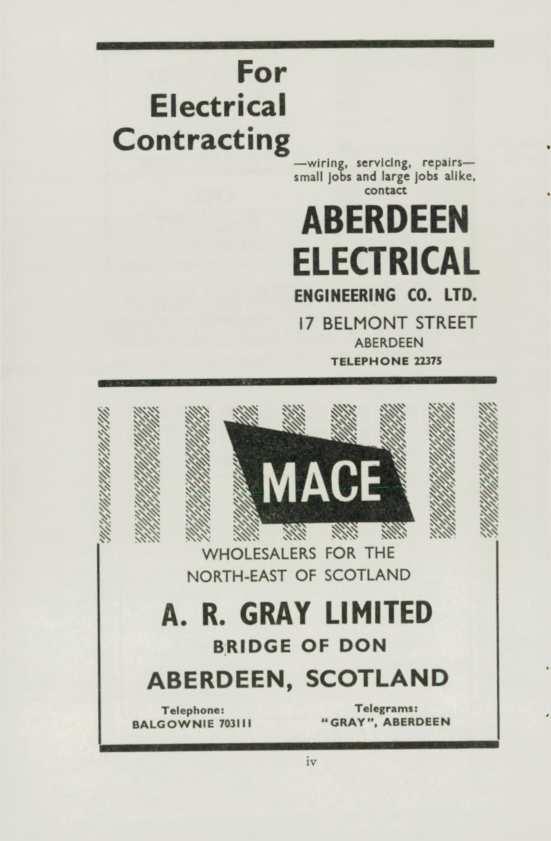 For
Electrical
Contracting
—wiring, servicing, repairs—
small jobs and large jobs alike,
contact
ABERDEEN
ELECTRICAL
ENGINEERING CO. LTD.
17 BELMONT STREET
ABERDEEN
TELEPHONE 22375
MACE
WHOLESALERS FOR THE
NORTH-EAST OF SCOTLAND
A. R. GRAY LIMITED
BRIDGE OF DON
ABERDEEN, SCOTLAND
Telephone: Telegrams:
BALGOWNIE 703111 "GRAY", ABERDEEN
iv